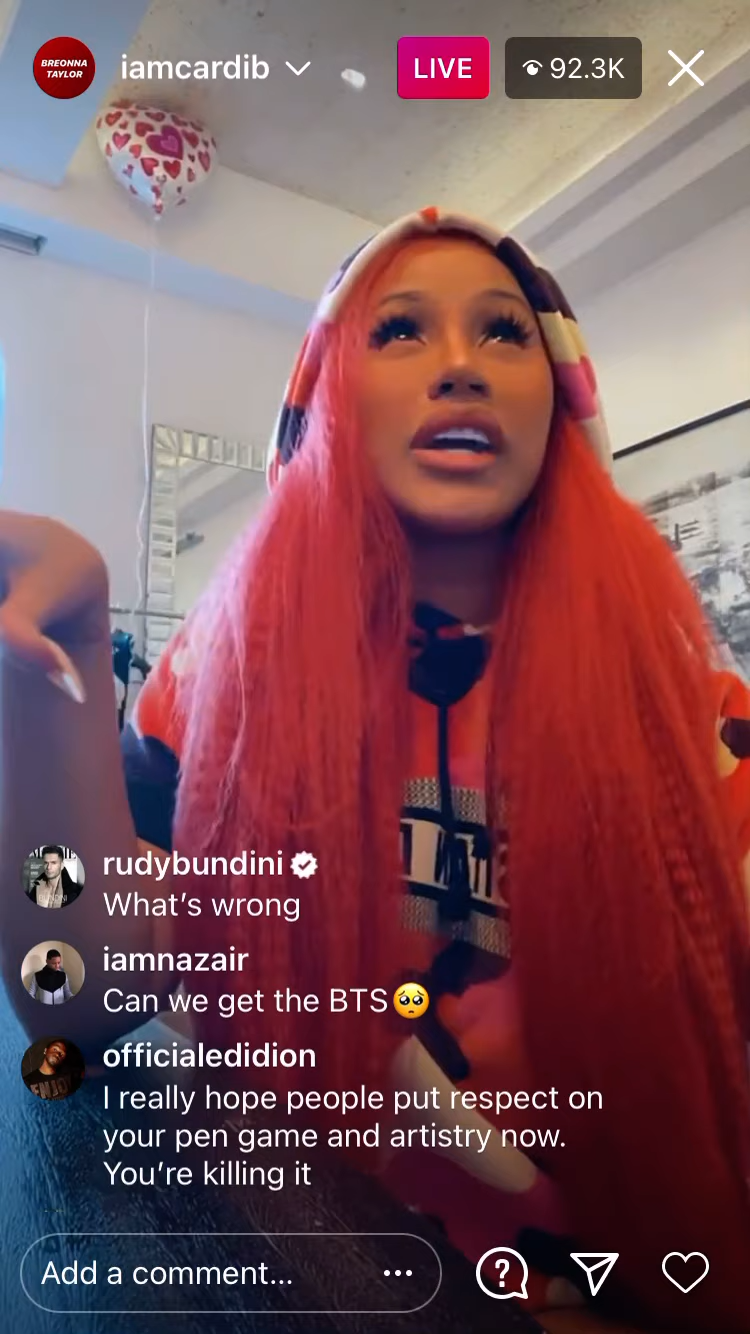 BREONNA
TAYLOR
iamcardib
LIVE
92.3K
rudybundini
What’s wrong
iamnazair
Can we get the BTS🥺
officialedidion
I really hope people put respect on
your pen game and artistry now.
You’re killing it
Add a comment...
?